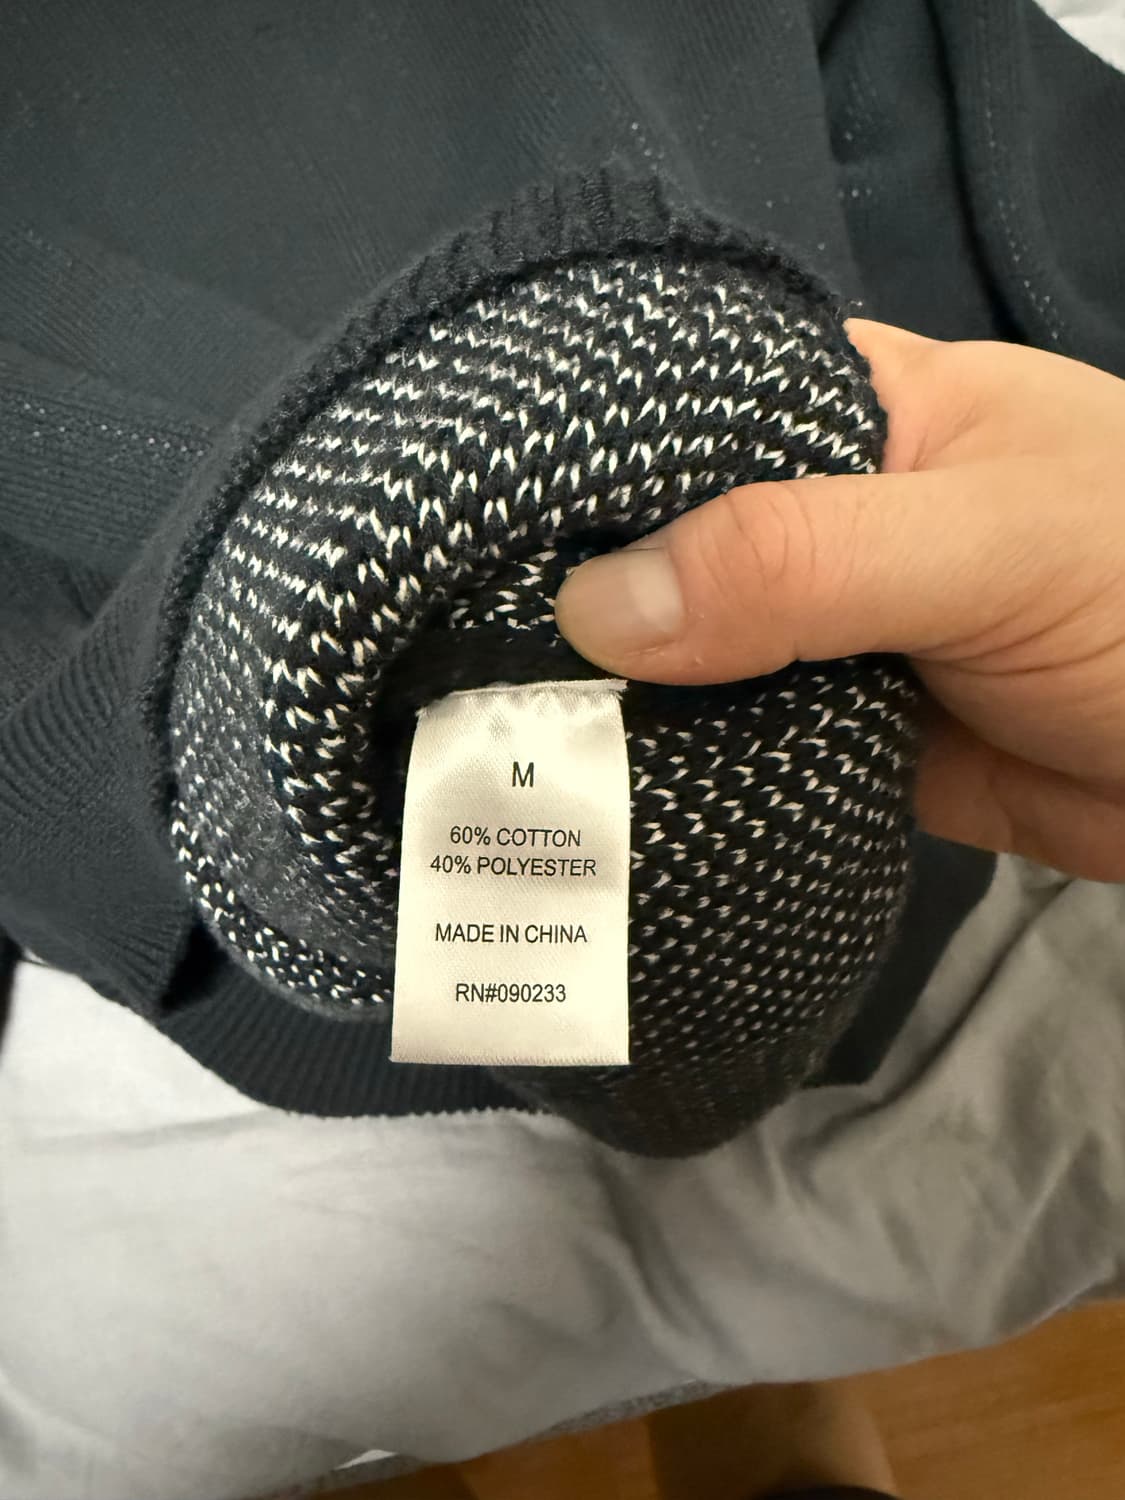 M
60% COTTON
40% POLYESTER
MADE IN CHINA
RN#090233